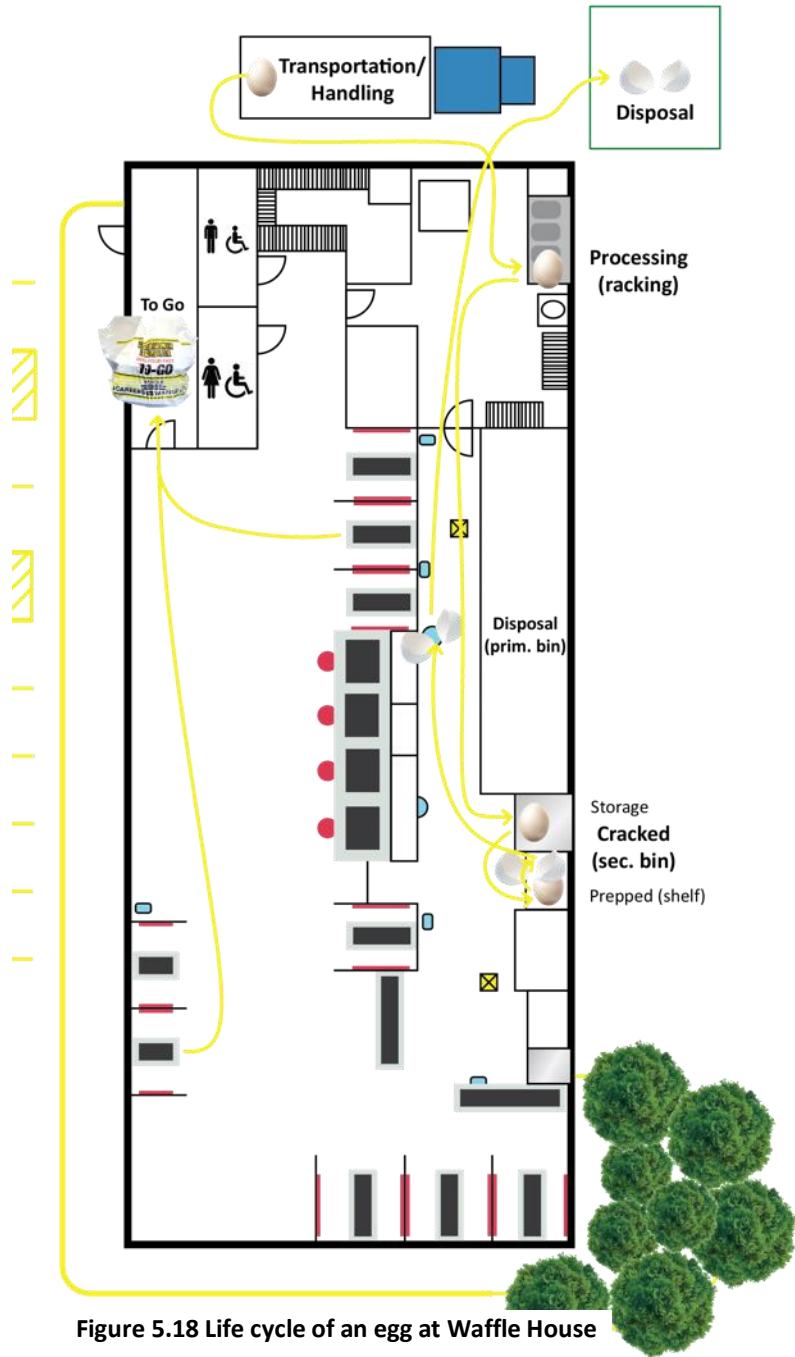 Transportation/
Handling
Disposal
Processing
(racking)
To Go
TO-GO
Disposal
(prim. bin)
Storage
Cracked
(sec. bin)
Prepped (shelf)
Figure 5.18 Life cycle of an egg at Waffle House